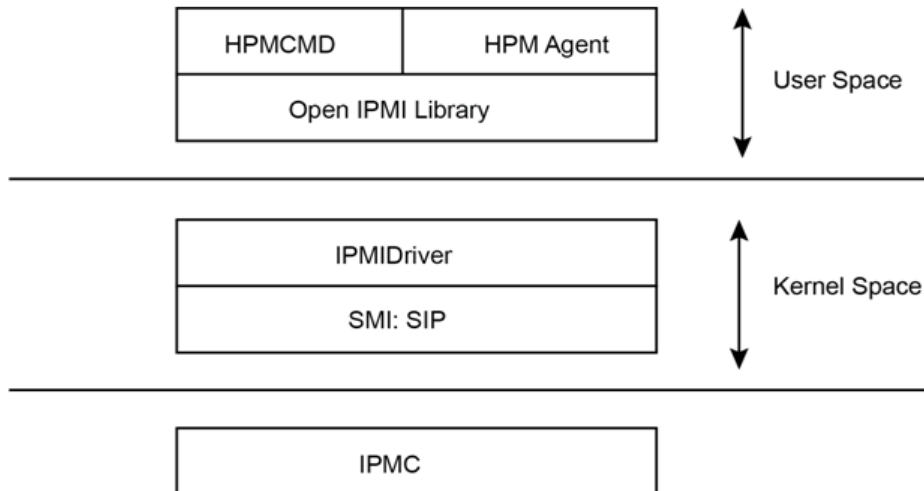 HPMCMD
HPM Agent
Open IPMI Library
User Space
IPMIDriver
SMI: SIP
Kernel Space
IPMC